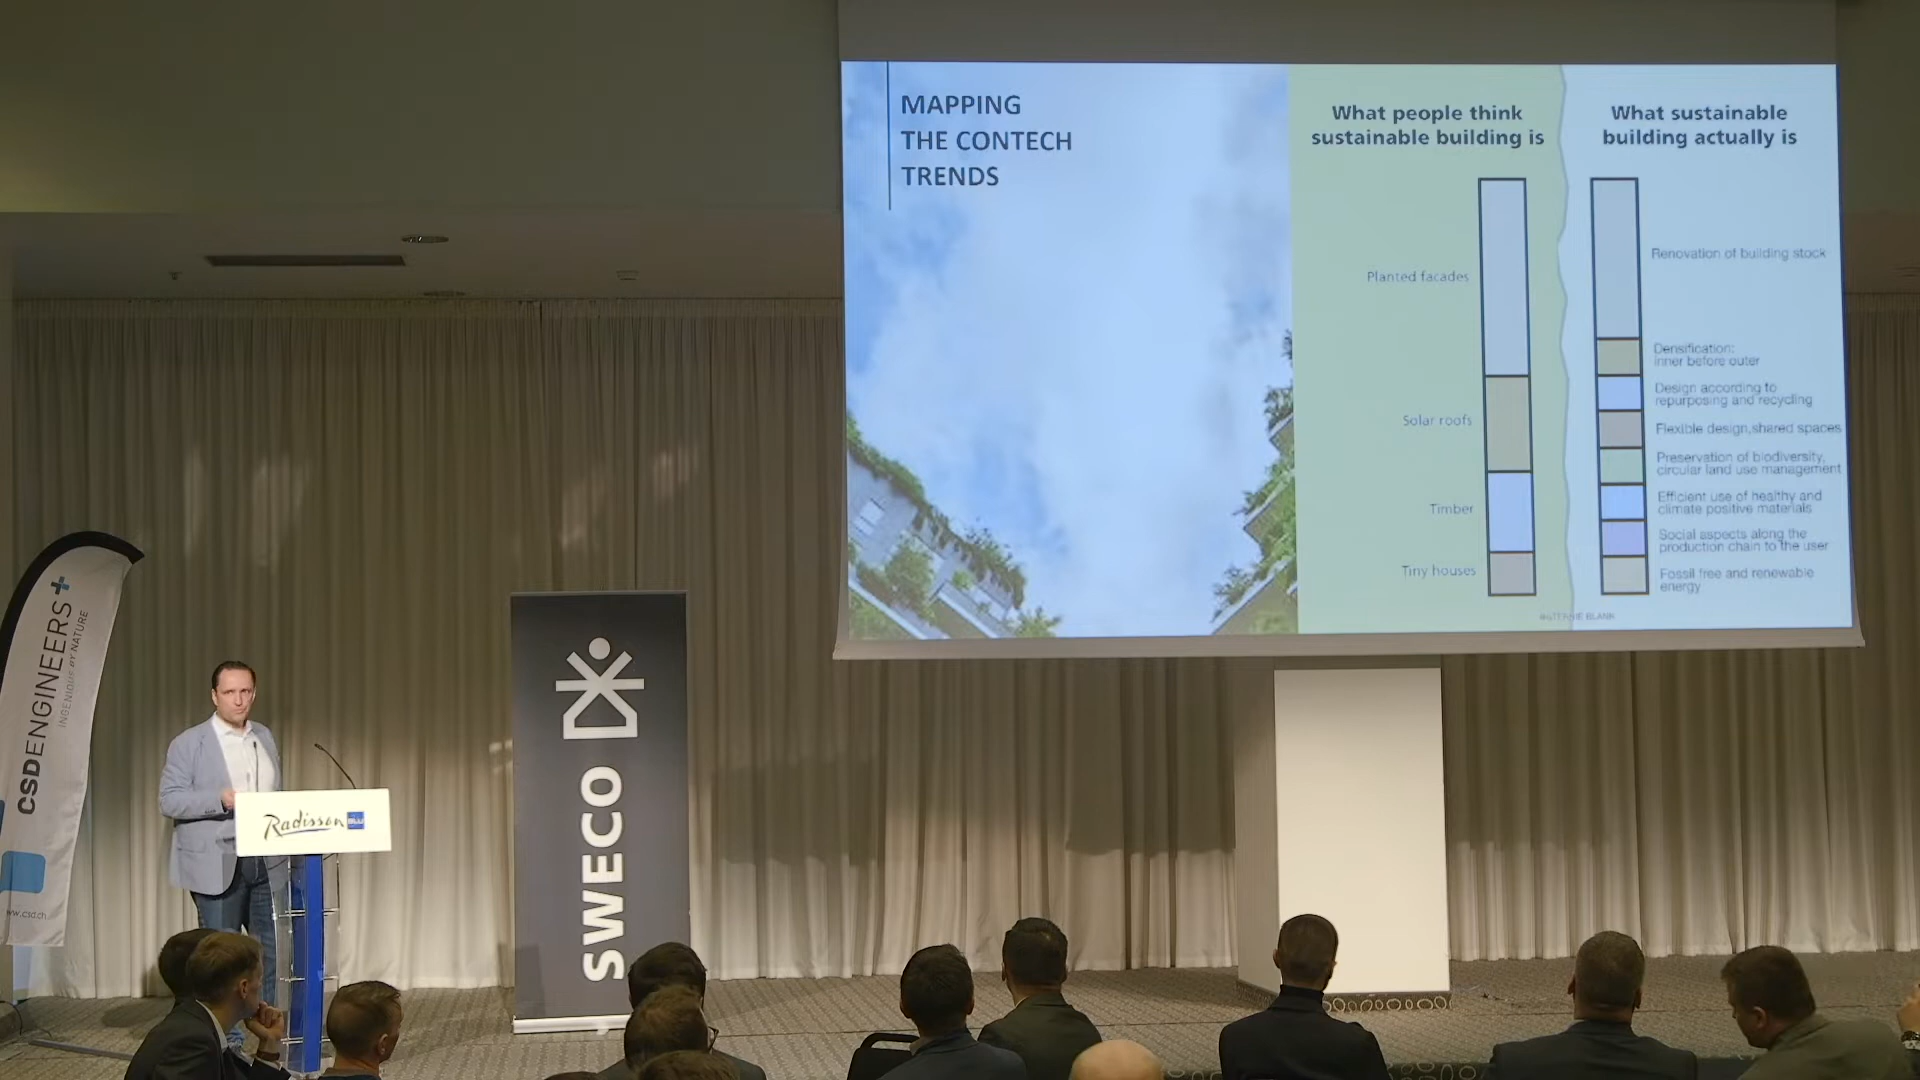 MAPPING
THE CONTECH
TRENDS
What people think
sustainable building is
Planted facades
Solar roofs
Timber
Tiny houses
What sustainable
building actually is
Renovation of building stock
Densification:
inner before outer
Design according to
repurposing and recycling
Flexible design,shared spaces
Preservation of biodiversity,
circular land use management
Efficient use of healthy and
climate positive materials
Social aspects along the
production chain to the user
Fossil free and renewable
energy
BLANK
CSDENGINEERS+
INGENIOUS BY NATURE
www.csd.ch
Radisson BLU
SWECO